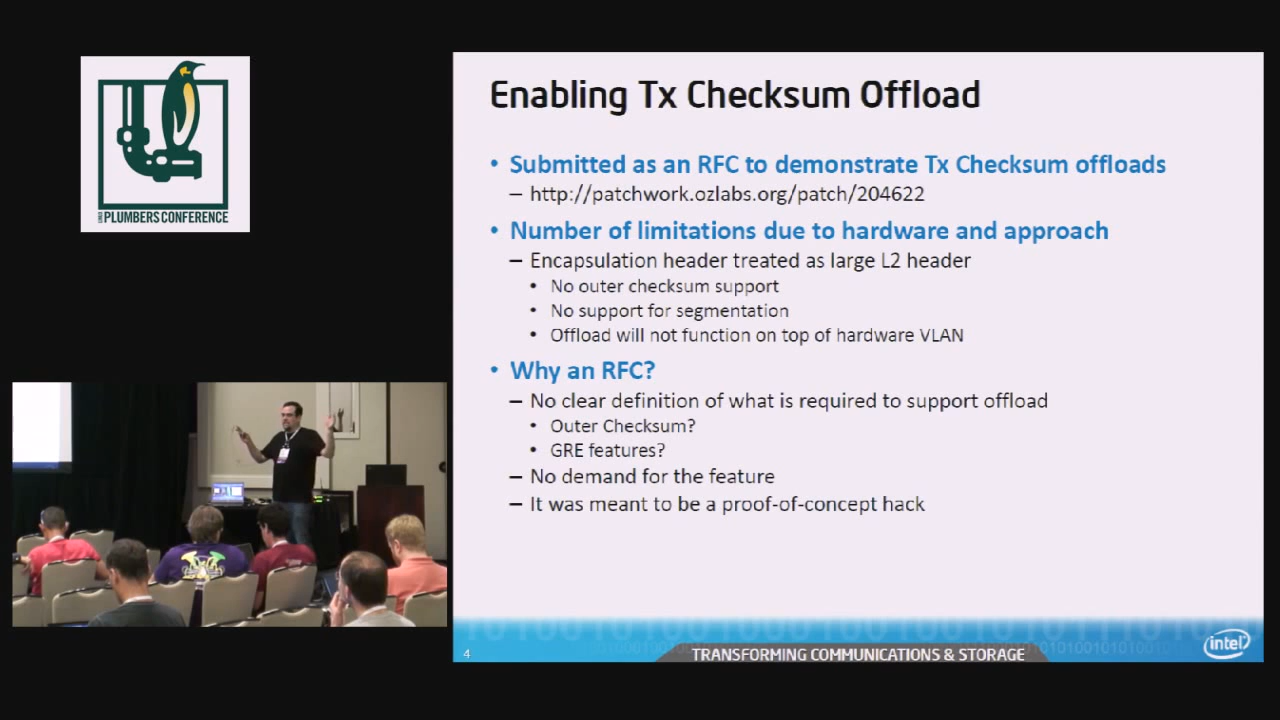 LINUX PLUMBERS CONFERENCE
Enabling Tx Checksum Offload
• Submitted as an RFC to demonstrate Tx Checksum offloads
– http://patchwork.ozlabs.org/patch/204622
• Number of limitations due to hardware and approach
– Encapsulation header treated as large L2 header
• No outer checksum support
• No support for segmentation
• Offload will not function on top of hardware VLAN
• Why an RFC?
– No clear definition of what is required to support offload
• Outer Checksum?
• GRE features?
– No demand for the feature
– It was meant to be a proof-of-concept hack
4
TRANSFORMING COMMUNICATIONS & STORAGE
intel